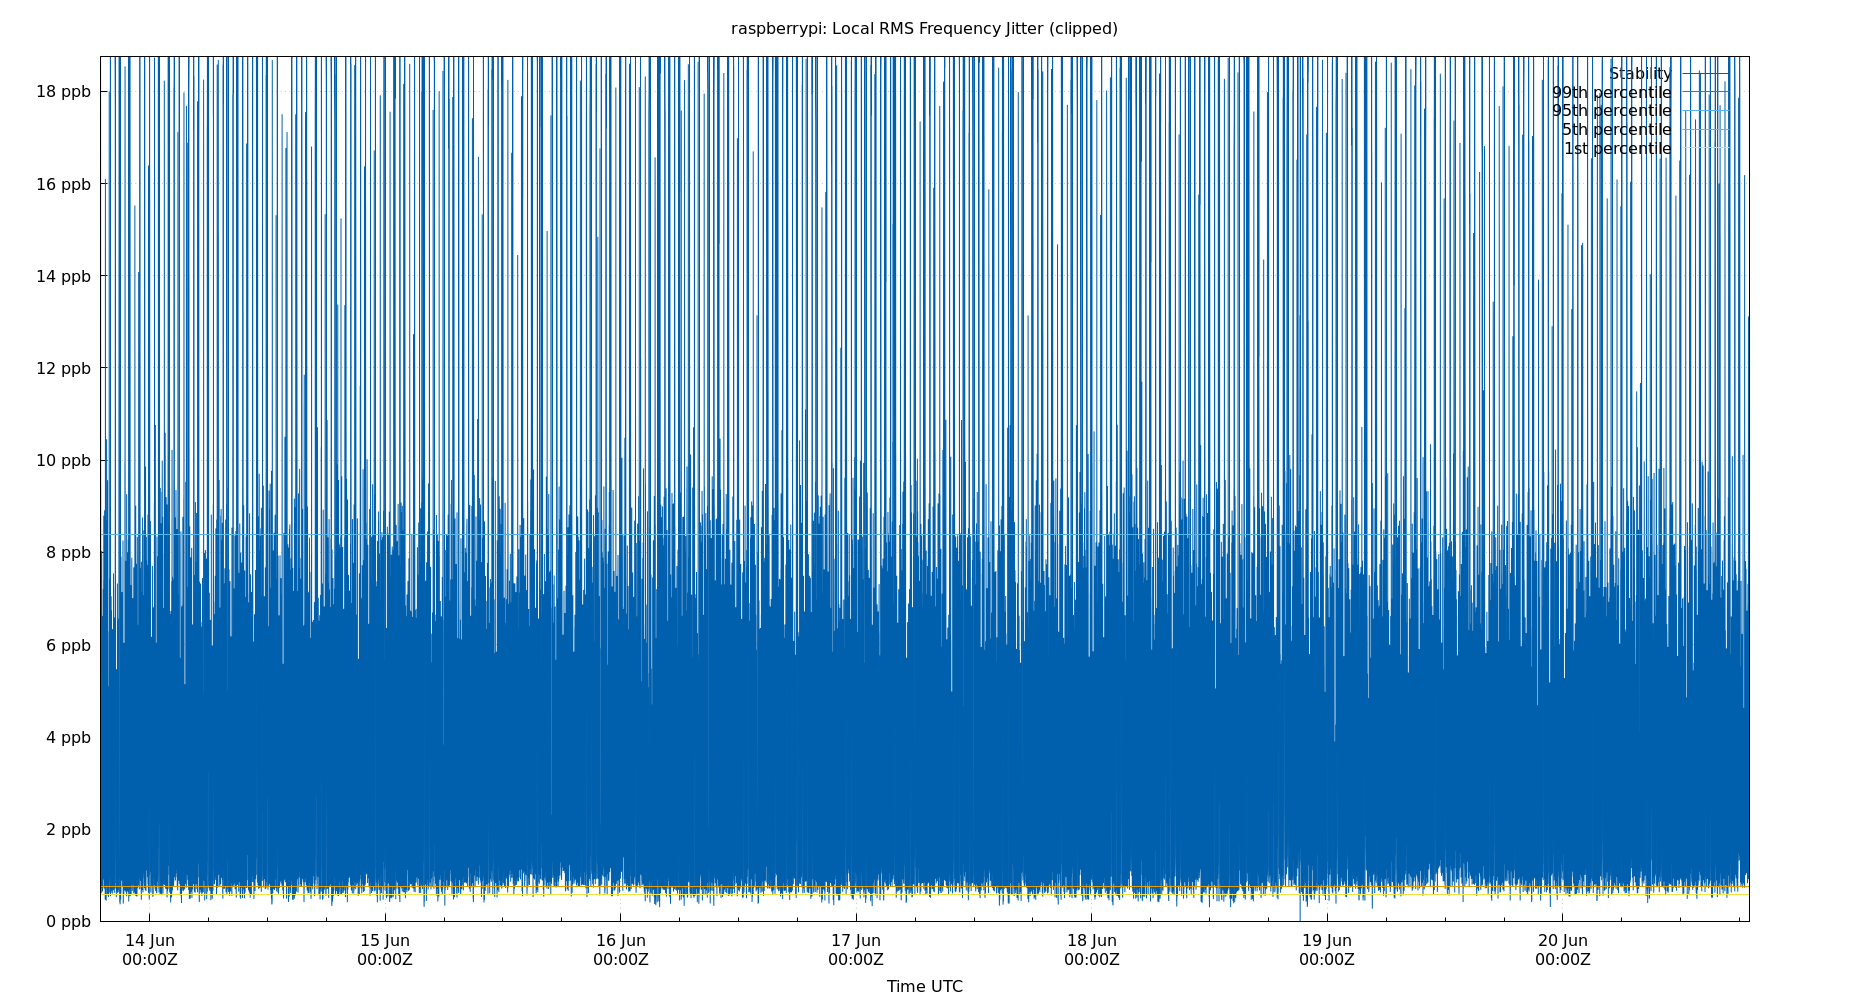 raspberrypi: Local RMS Frequency Jitter (clipped)
Stability
99th percentile
95th percentile
5th percentile
1st percentile
18 ppb
16 ppb
14 ppb
12 ppb
10 ppb
8 ppb
6 ppb
4 ppb
2 ppb
0 ppb
14 Jun 15 Jun 16 Jun 17 Jun 18 Jun 19 Jun 20 Jun
00:00Z 00:00Z 00:00Z 00:00Z 00:00Z 00:00Z 00:00Z
Time UTC